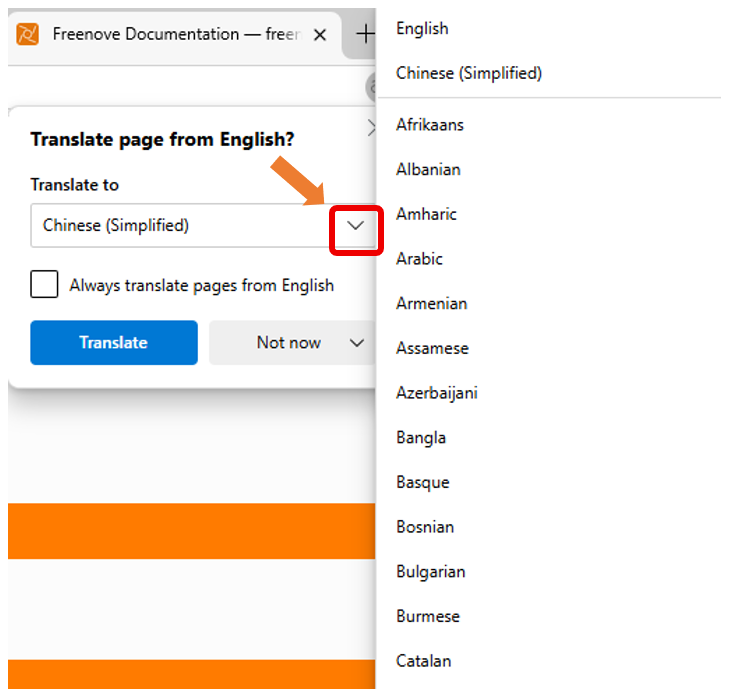 Freenove Documentation — freen
Translate page from English?
Translate to
Chinese (Simplified)
Always translate pages from English
Translate
Not now
English
Chinese (Simplified)
Afrikaans
Albanian
Amharic
Arabic
Armenian
Assamese
Azerbaijani
Bangla
Basque
Bosnian
Bulgarian
Burmese
Catalan